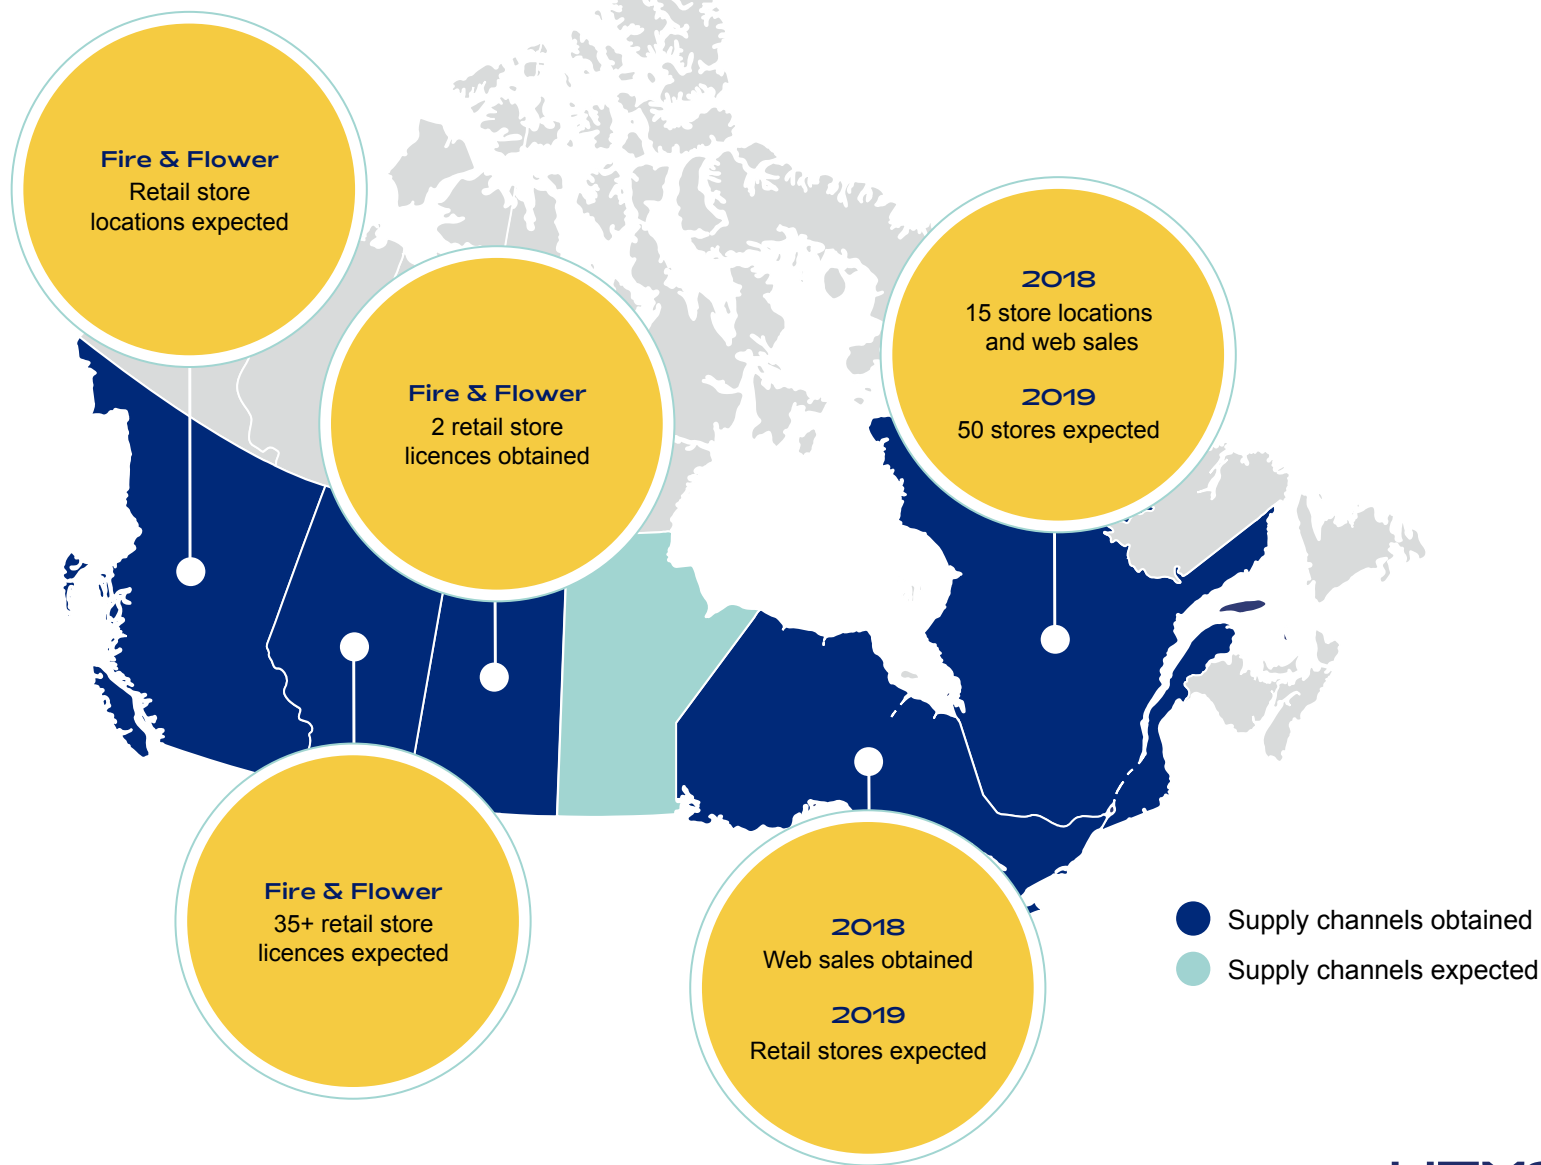 Fire & Flower
Retail store
locations expected
Fire & Flower
2 retail store
licences obtained
2018
15 store locations
and web sales
2019
50 stores expected
Fire & Flower
35+ retail store
licences expected
2018
Web sales obtained
2019
Retail stores expected
Supply channels obtained
Supply channels expected